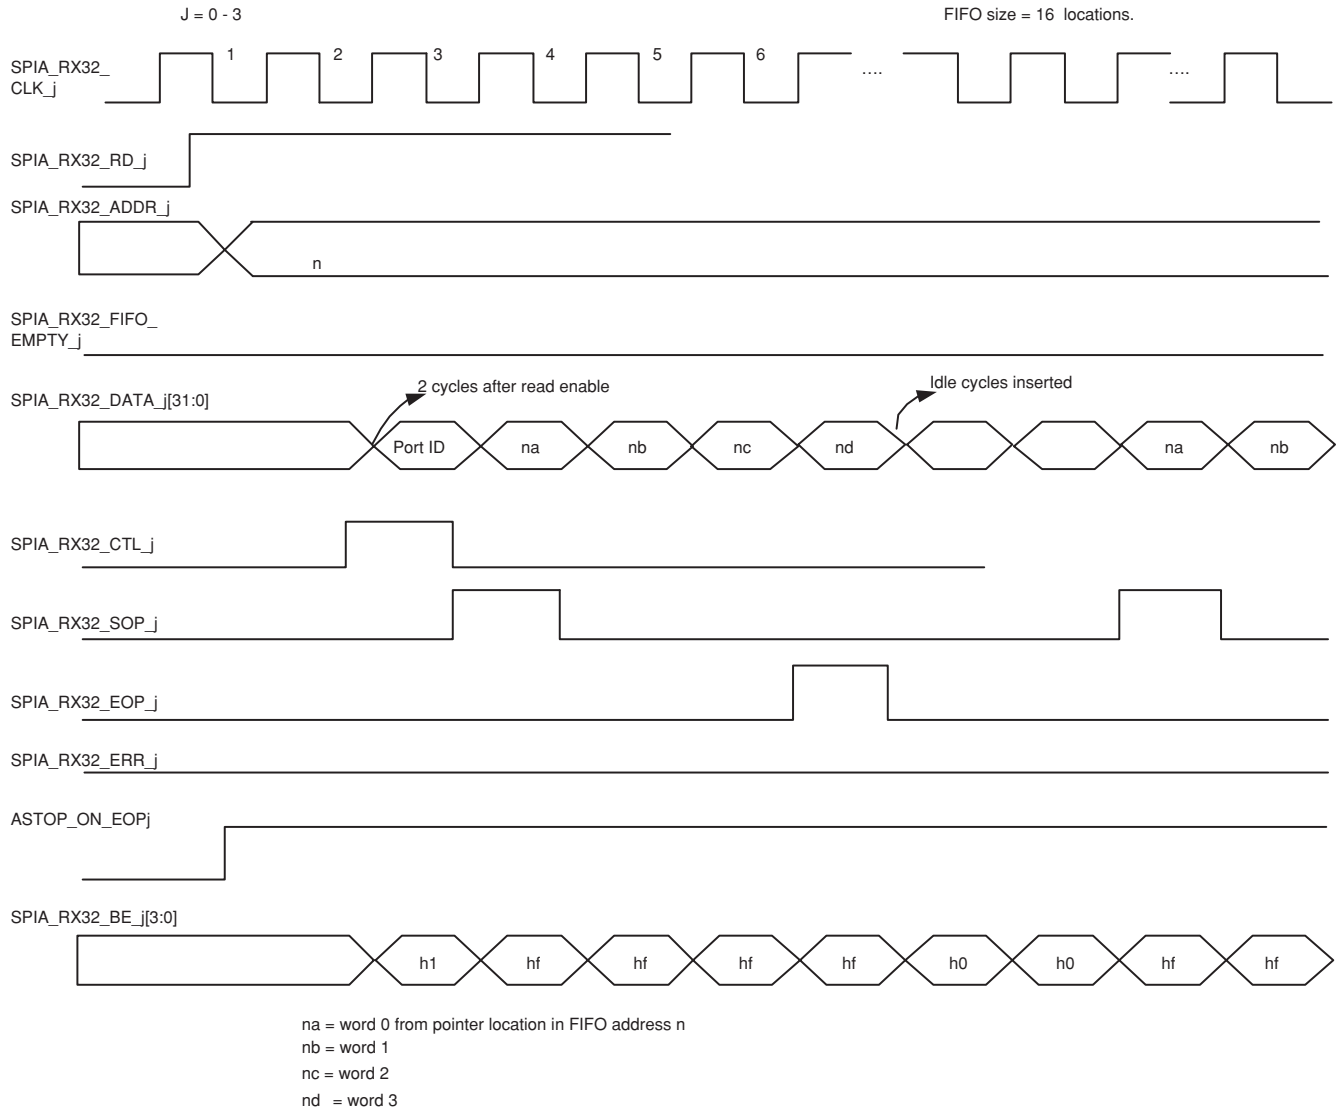 J = 0 - 3
FIFO size = 16 locations.
1 2 3 4 5 6
SPIA_RX32_
CLK_j
.... ....
SPIA_RX32_RD_j
SPIA_RX32_ADDR_j
n
SPIA_RX32_FIFO_
EMPTY_j
2 cycles after read enable
Idle cycles inserted
SPIA_RX32_DATA_j[31:0]
Port ID na nb nc nd na nb
SPIA_RX32_CTL_j
SPIA_RX32_SOP_j
SPIA_RX32_EOP_j
SPIA_RX32_ERR_j
ASTOP_ON_EOPj
SPIA_RX32_BE_j[3:0]
h1 hf hf hf hf h0 h0 hf hf
na = word 0 from pointer location in FIFO address n
nb = word 1
nc = word 2
nd = word 3